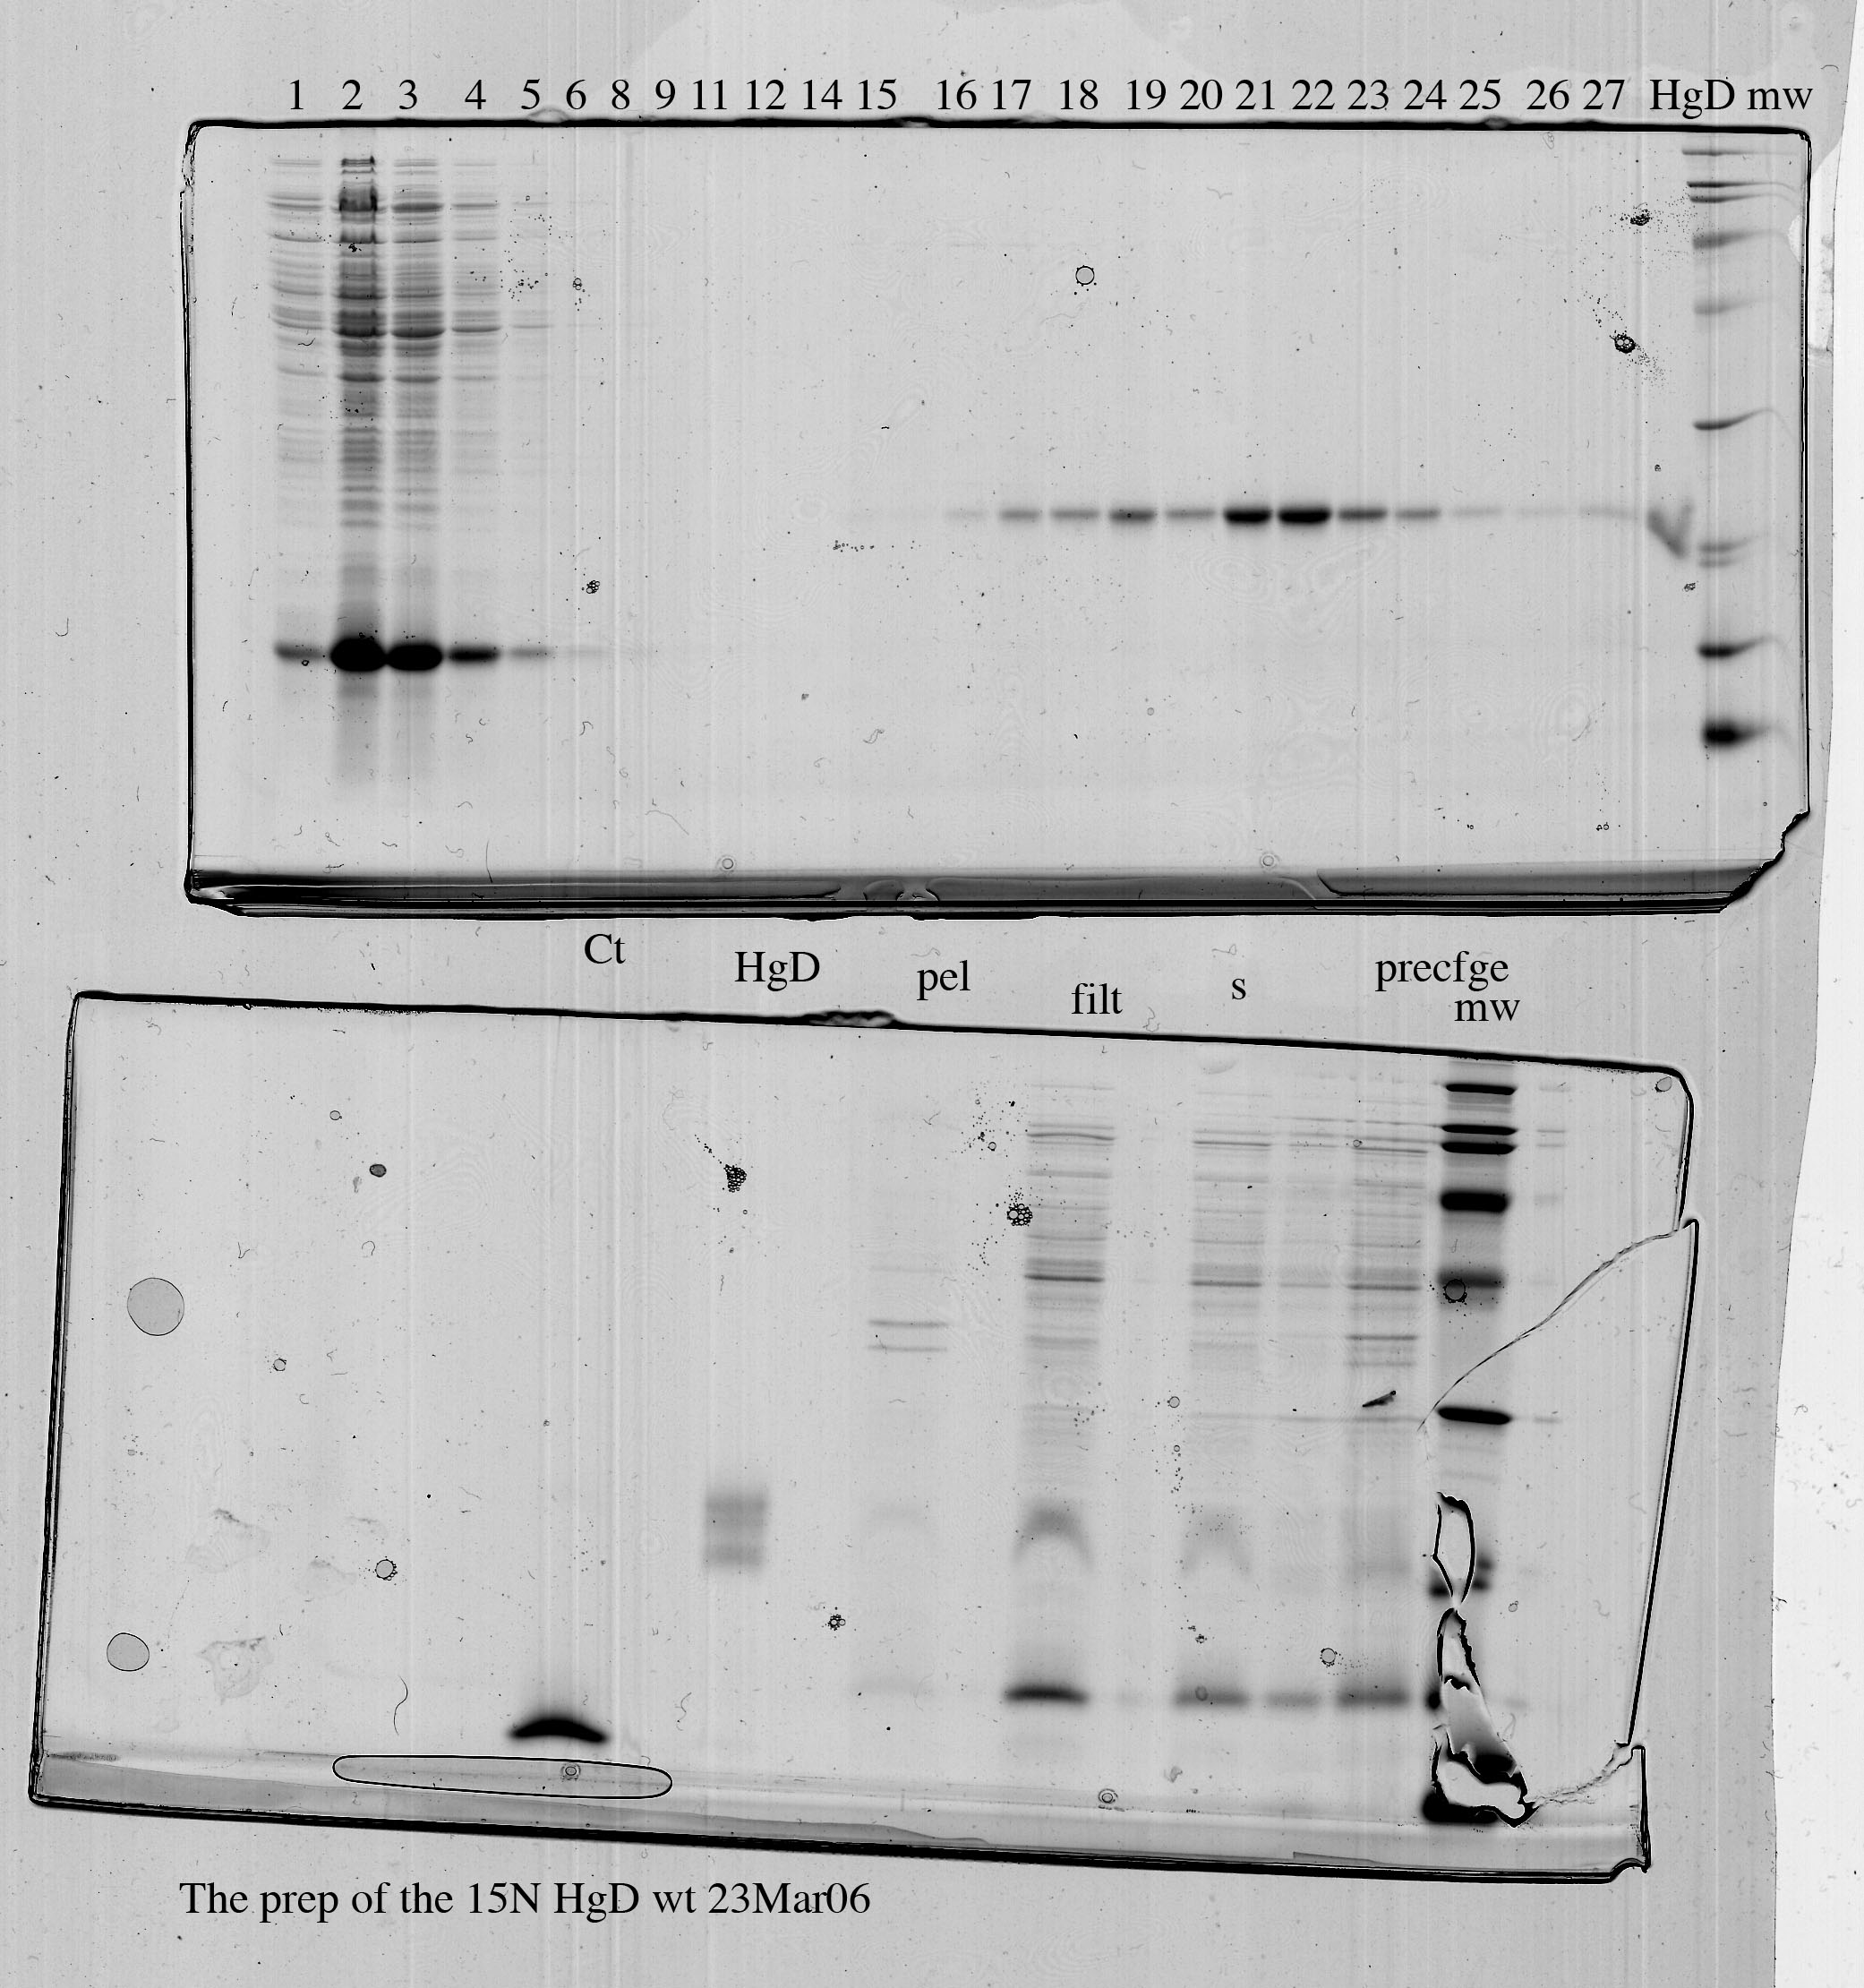 1 2 3 4 5 6 8 9 11 12 14 15 16 17 18 19 20 21 22 23 24 25 26 27 HgD mw
Ct HgD pel filt s precfge
mw
The prep of the 15N HgD wt 23Mar06